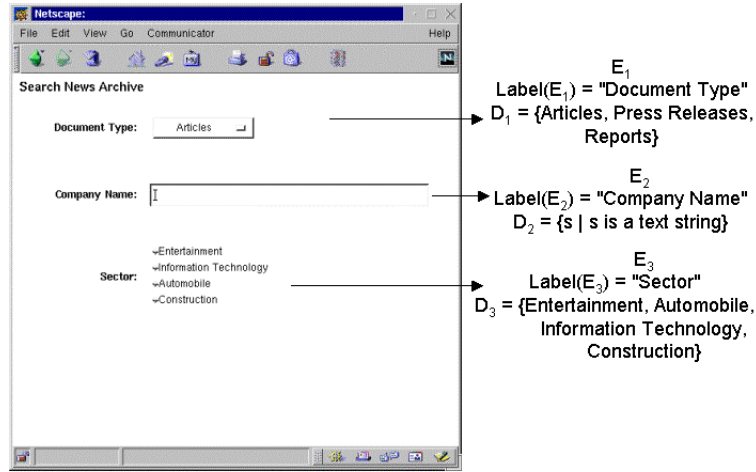 Netscape:
File Edit View Go Communicator Help
N
Search News Archive
Document Type: Articles
Company Name:
Sector:
Entertainment
Information Technology
Automobile
Construction
E₁
Label(E₁) = "Document Type"
D₁ = {Articles, Press Releases,
Reports}
E₂
Label(E₂) = "Company Name"
D₂ = {s | s is a text string}
E₃
Label(E₃) = "Sector"
D₃ = {Entertainment, Automobile,
Information Technology,
Construction}